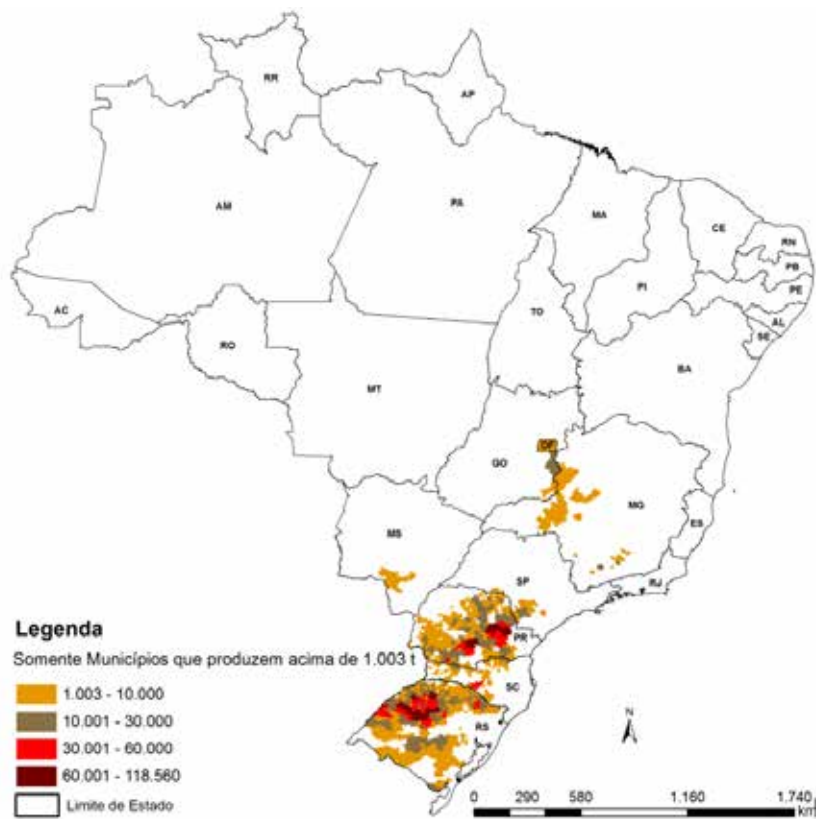 RR
AP
AM
PA
MA
CE
RN
PB
PE
AL
SE
PI
AC
RO
TO
BA
MT
DF
GO
MG
ES
MS
SP
RJ
PR
SC
RS
N
Legenda
Somente Municípios que produzem acima de 1.003 t
1.003 - 10.000
10.001 - 30.000
30.001 - 60.000
60.001 - 118.560
Limite de Estado
0 290 580 1.160 1.740
km